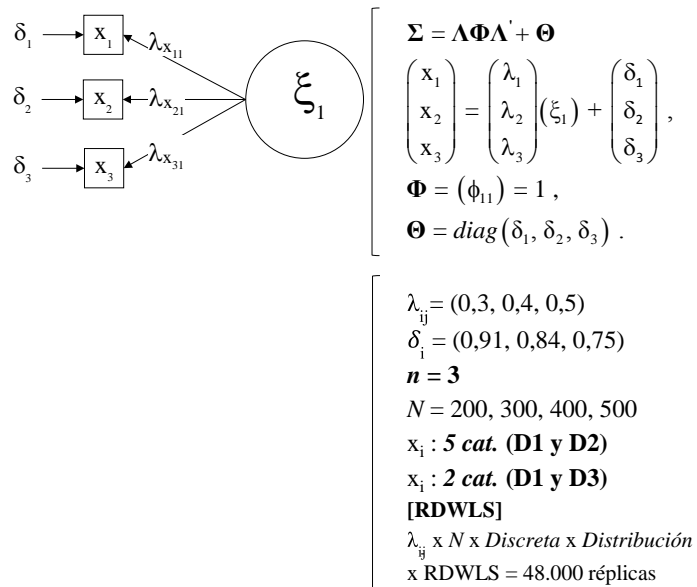 δ₁ x₁ λx₁₁
δ₂ x₂ λx₂₁
δ₃ x₃ λx₃₁
ξ₁
Σ = ΛΦΛ' + Θ
(x₁ x₂ x₃) = (λ₁ λ₂ λ₃)(ξ₁) + (δ₁ δ₂ δ₃) ,
Φ = (ϕ₁₁) = 1 ,
Θ = diag(δ₁, δ₂, δ₃) .
λᵢⱼ= (0,3, 0,4, 0,5)
δᵢ = (0,91, 0,84, 0,75)
n = 3
N = 200, 300, 400, 500
xᵢ : 5 cat. (D1 y D2)
xᵢ : 2 cat. (D1 y D3)
[RDWLS]
λᵢⱼ x N x Discreta x Distribución
x RDWLS = 48.000 réplicas